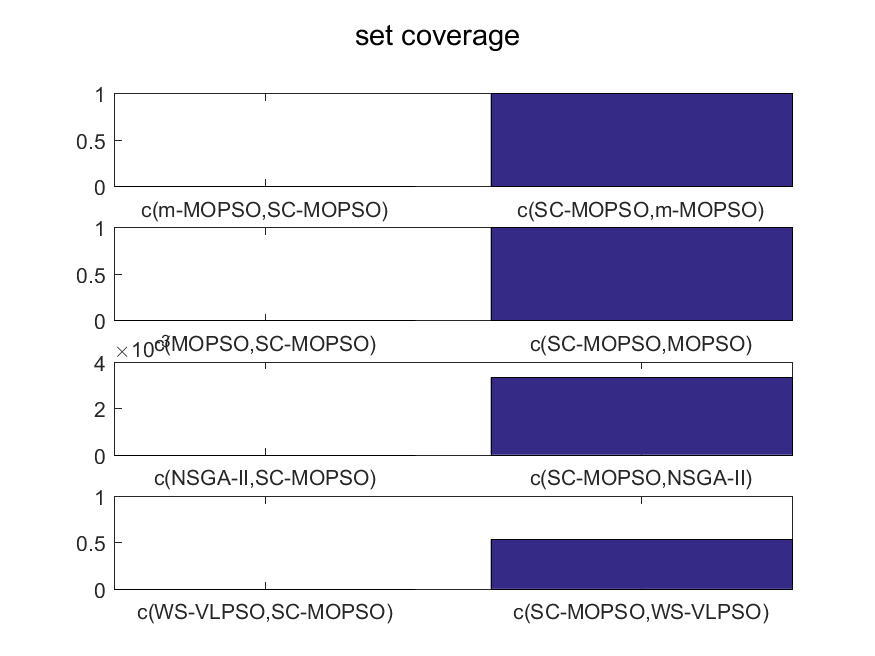 set coverage
1
0.5
0
c(m-MOPSO,SC-MOPSO) c(SC-MOPSO,m-MOPSO)
1
0.5
0
c(MOPSO,SC-MOPSO) c(SC-MOPSO,MOPSO)
×10⁻³
4
2
0
c(NSGA-II,SC-MOPSO) c(SC-MOPSO,NSGA-II)
1
0.5
0
c(WS-VLPSO,SC-MOPSO) c(SC-MOPSO,WS-VLPSO)